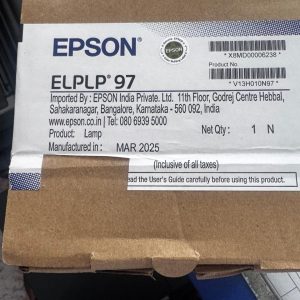 EPSON
EPSON
* X8MD00006238 *
Product No.
* V13H010N97 *
ELPLP® 97
Imported By : EPSON India Private Ltd. 11th Floor, Godrej Centre Hebbal,
Sahakaranagar, Bangalore, Karnataka - 560 092, India
www.epson.co.in | Tel: 080 6939 5000
Product: Lamp
Net Qty : 1 N
Manufactured in: MAR 2025
(Inclusive of all taxes)
ead the User's Guide carefully before using this product.